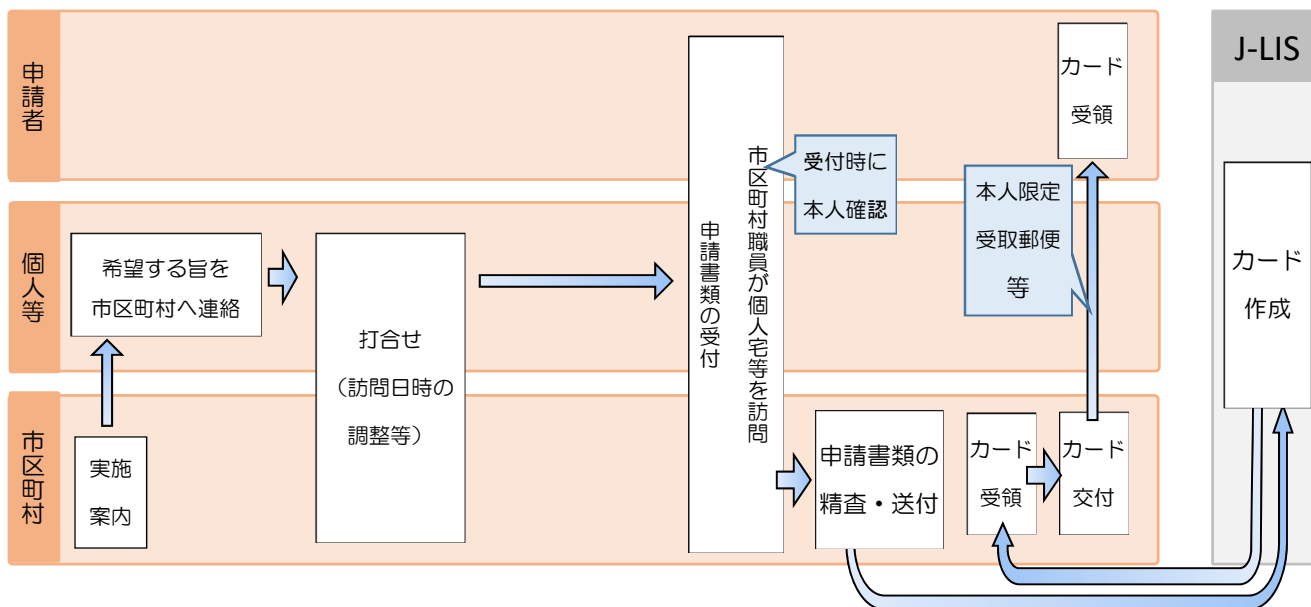 申請者
個人等
市区町村
実施
案内
希望する旨を
市区町村へ連絡
打合せ
（訪問日時の
調整等）
市区町村職員が個人宅等を訪問
申請書類の受付
受付時に
本人確認
申請書類の
精査・送付
カード
受領
カード
交付
本人限定
受取郵便
等
カード
受領
J-LIS
カード
作成